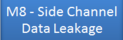 M8 - Side Channel
Data Leakage